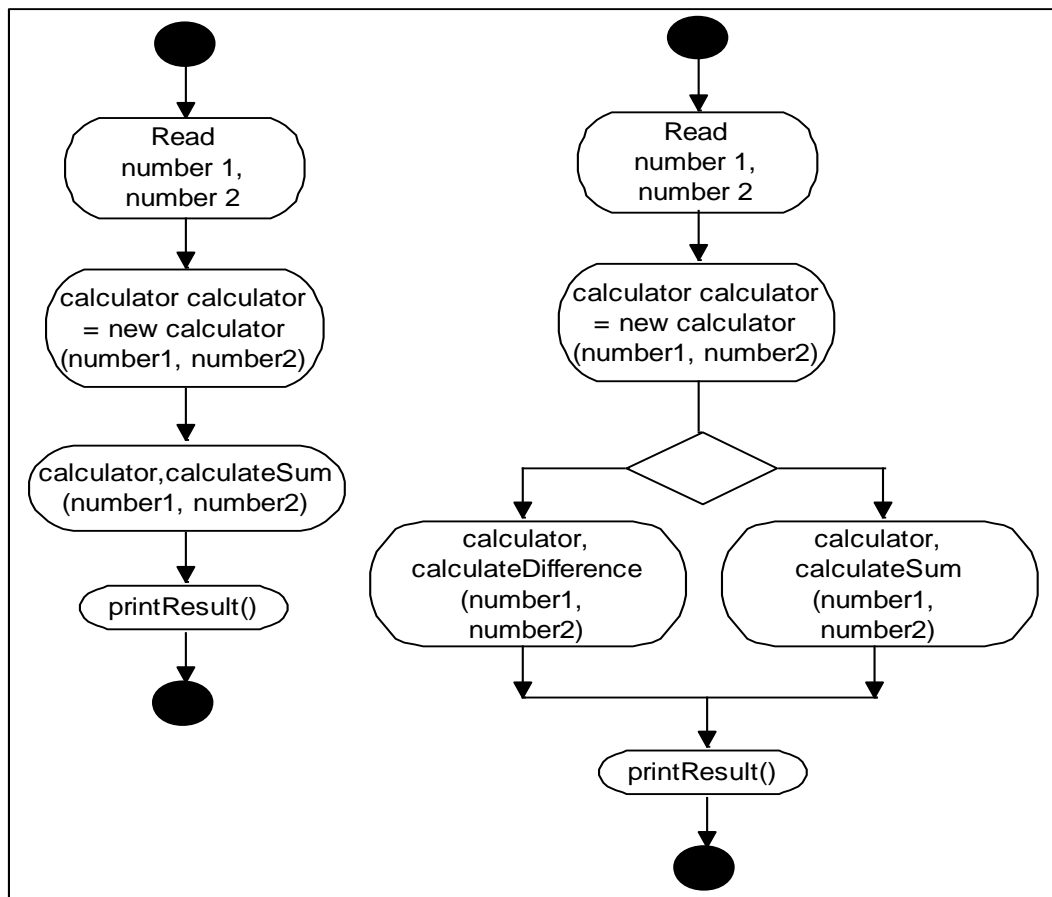 Read
number 1,
number 2
calculator calculator
= new calculator
(number1, number2)
calculator,calculateSum
(number1, number2)
printResult()
Read
number 1,
number 2
calculator calculator
= new calculator
(number1, number2)
calculator,
calculateDifference
(number1,
number2)
calculator,
calculateSum
(number1,
number2)
printResult()